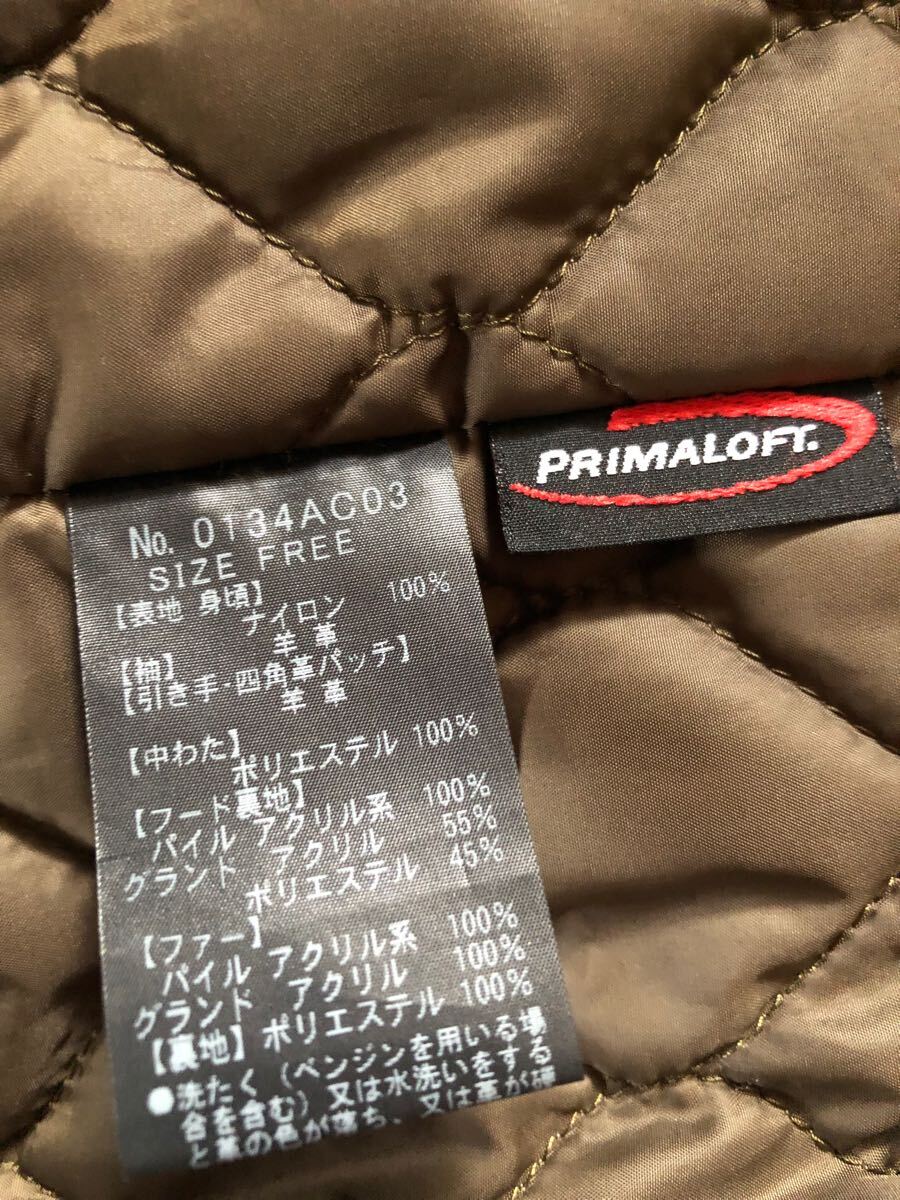 PRIMALOFT.
No. 0134AC03
SIZE FREE
【表地 身頃】
ナイロン 100%
羊革
【袖】
【引き手・四角革パッチ】
羊革
【中わた】
ポリエステル 100%
【フード裏地】
パイル アクリル系 100%
グランド アクリル 55%
ポリエステル 45%
【ファー】
パイル アクリル系 100%
グランド アクリル 100%
【裏地】ポリエステル 100%
●洗たく(ベンジンを用いる場
合を含む)又は水洗いをする
と革の色が落ち、又は革が硬